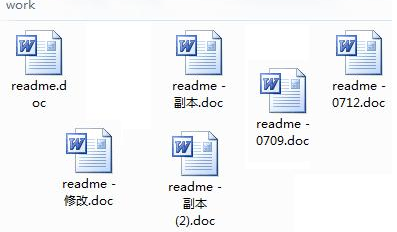 work
readme.d
oc
readme -
副本.doc
readme -
0709.doc
readme -
0712.doc
readme -
修改.doc
readme -
副本
(2).doc